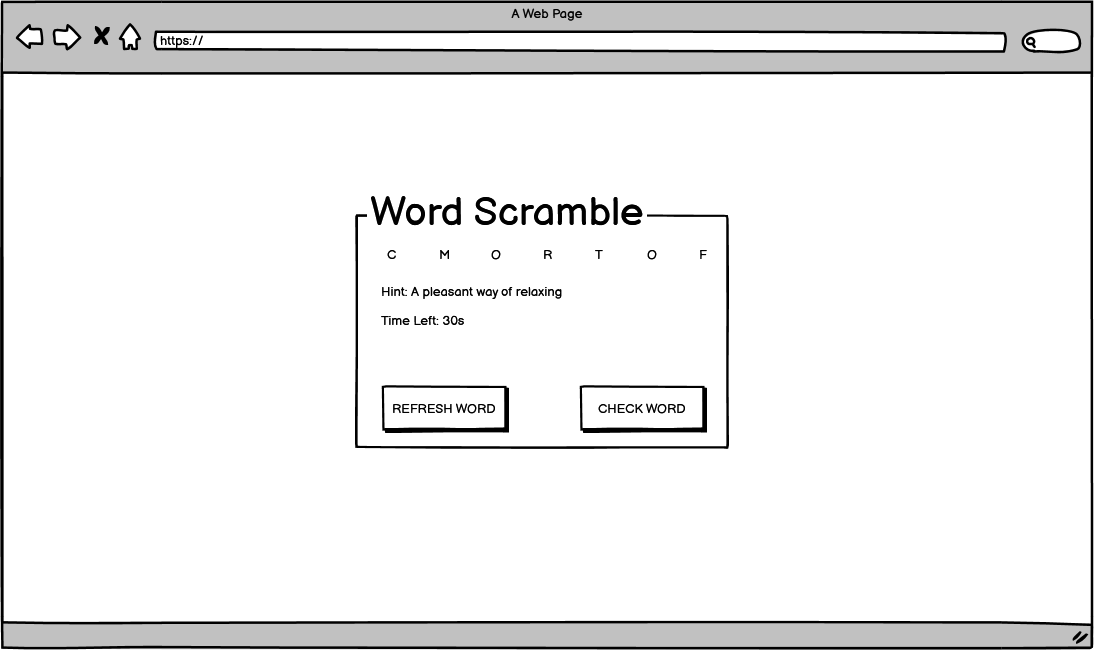 A Web Page
https://
Word Scramble
C M O R T O F
Hint: A pleasant way of relaxing
Time Left: 30s
REFRESH WORD
CHECK WORD